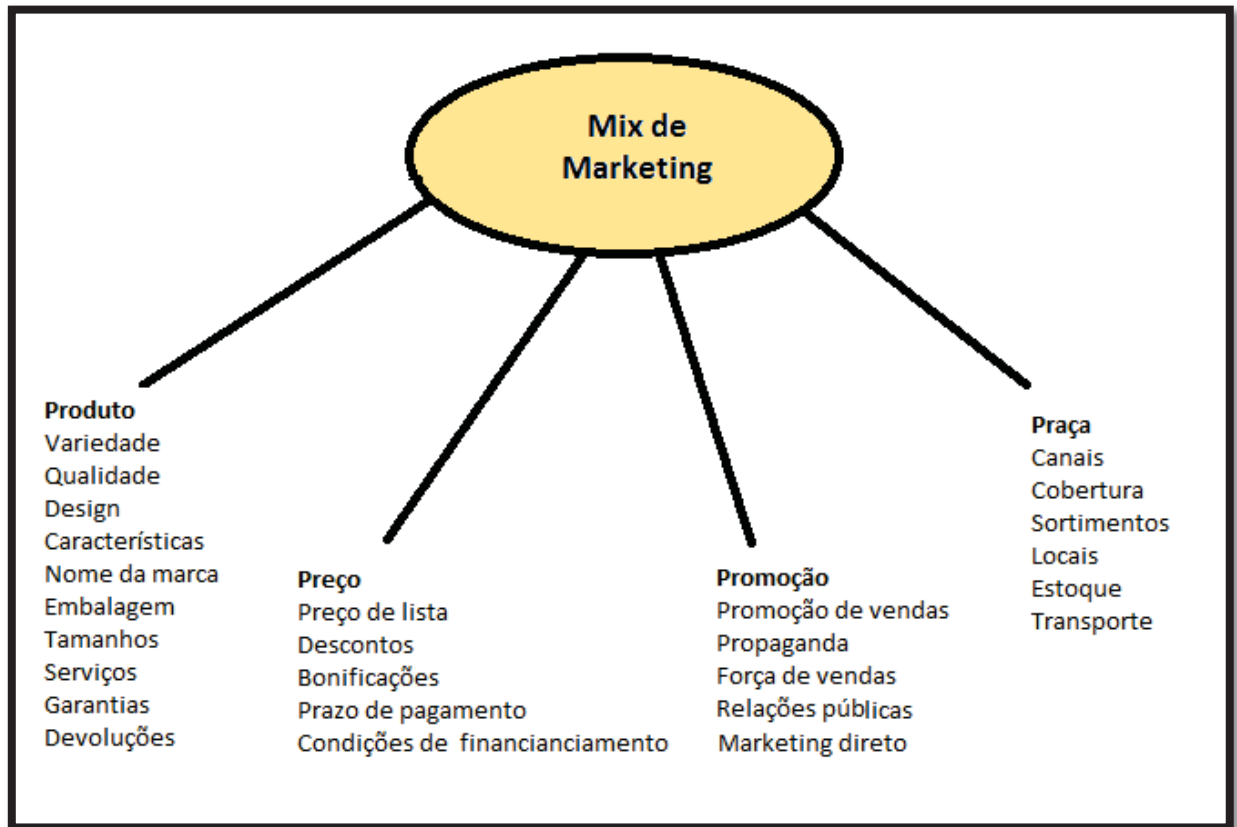 Mix de
Marketing
Produto
Variedade
Qualidade
Design
Características
Nome da marca
Embalagem
Tamanhos
Serviços
Garantias
Devoluções
Preço
Preço de lista
Descontos
Bonificações
Prazo de pagamento
Condições de financianciamento
Promoção
Promoção de vendas
Propaganda
Força de vendas
Relações públicas
Marketing direto
Praça
Canais
Cobertura
Sortimentos
Locais
Estoque
Transporte